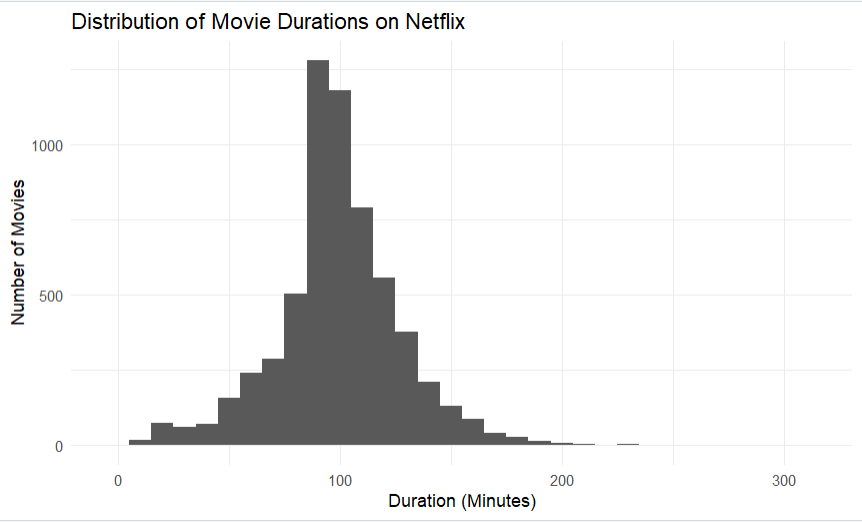 Distribution of Movie Durations on Netflix
Number of Movies
1000
500
0
0 100 200 300
Duration (Minutes)